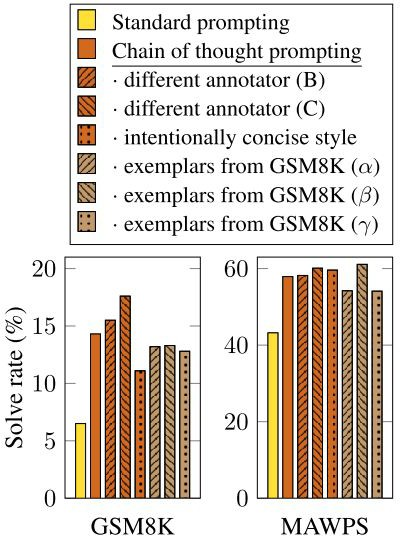 Standard prompting
Chain of thought prompting
· different annotator (B)
· different annotator (C)
· intentionally concise style
· exemplars from GSM8K (α)
· exemplars from GSM8K (β)
· exemplars from GSM8K (γ)
Solve rate (%)
20
15
10
5
0
GSM8K
60
40
20
0
MAWPS